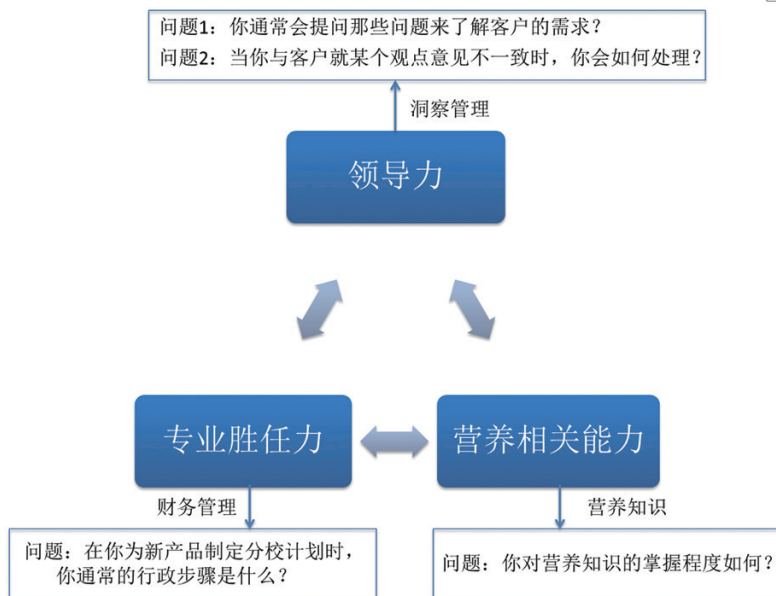 问题1：你通常会提问那些问题来了解客户的需求？
问题2：当你与客户就某个观点意见不一致时，你会如何处理？
洞察管理
领导力
专业胜任力
营养相关能力
财务管理
营养知识
问题：在你为新产品制定分校计划时，
你通常的行政步骤是什么？
问题：你对营养知识的掌握程度如何？